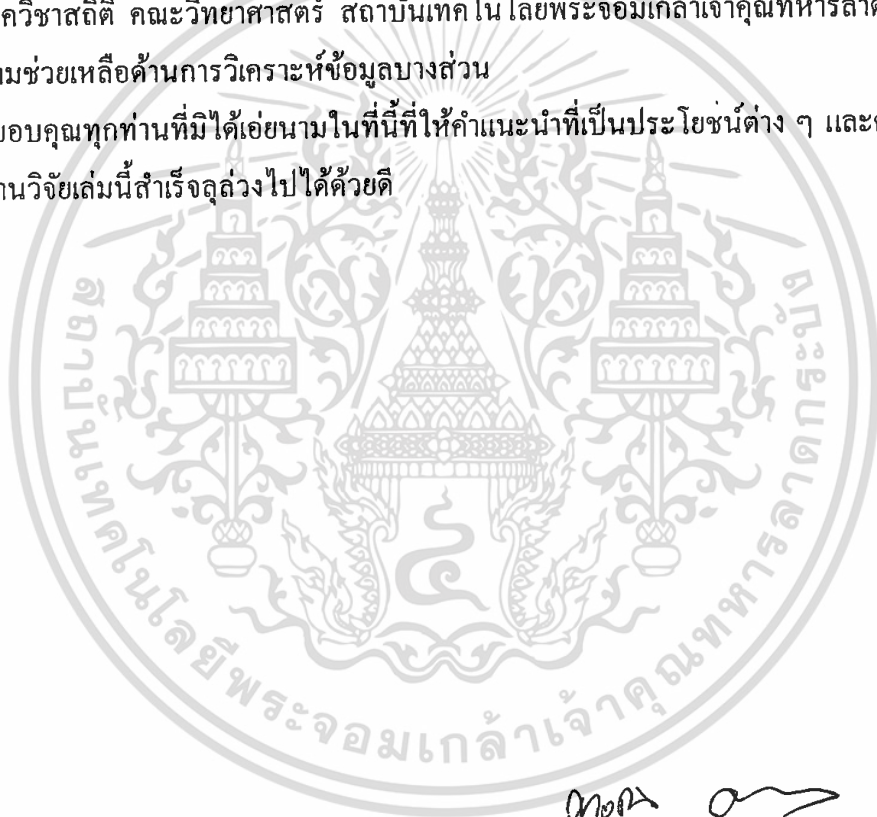 ควิชาสถิติ คณะวิทยาศาสตร์ สถาบันเทคโนโลยีพระจอมเกล้าเจ้าคุณทหารลาด
ามช่วยเหลือด้านการวิเคราะห์ข้อมูลบางส่วน
ขอบคุณทุกท่านที่มิได้เอ่ยนามในที่นี้ที่ให้คำแนะนำที่เป็นประโยชน์ต่าง ๆ และ
านวิจัยเล่มนี้สำเร็จลุล่วงไปได้ด้วยดี
สถาบันเทคโนโลยีพระจอมเกล้าเจ้าคุณทหารลาดกระบัง